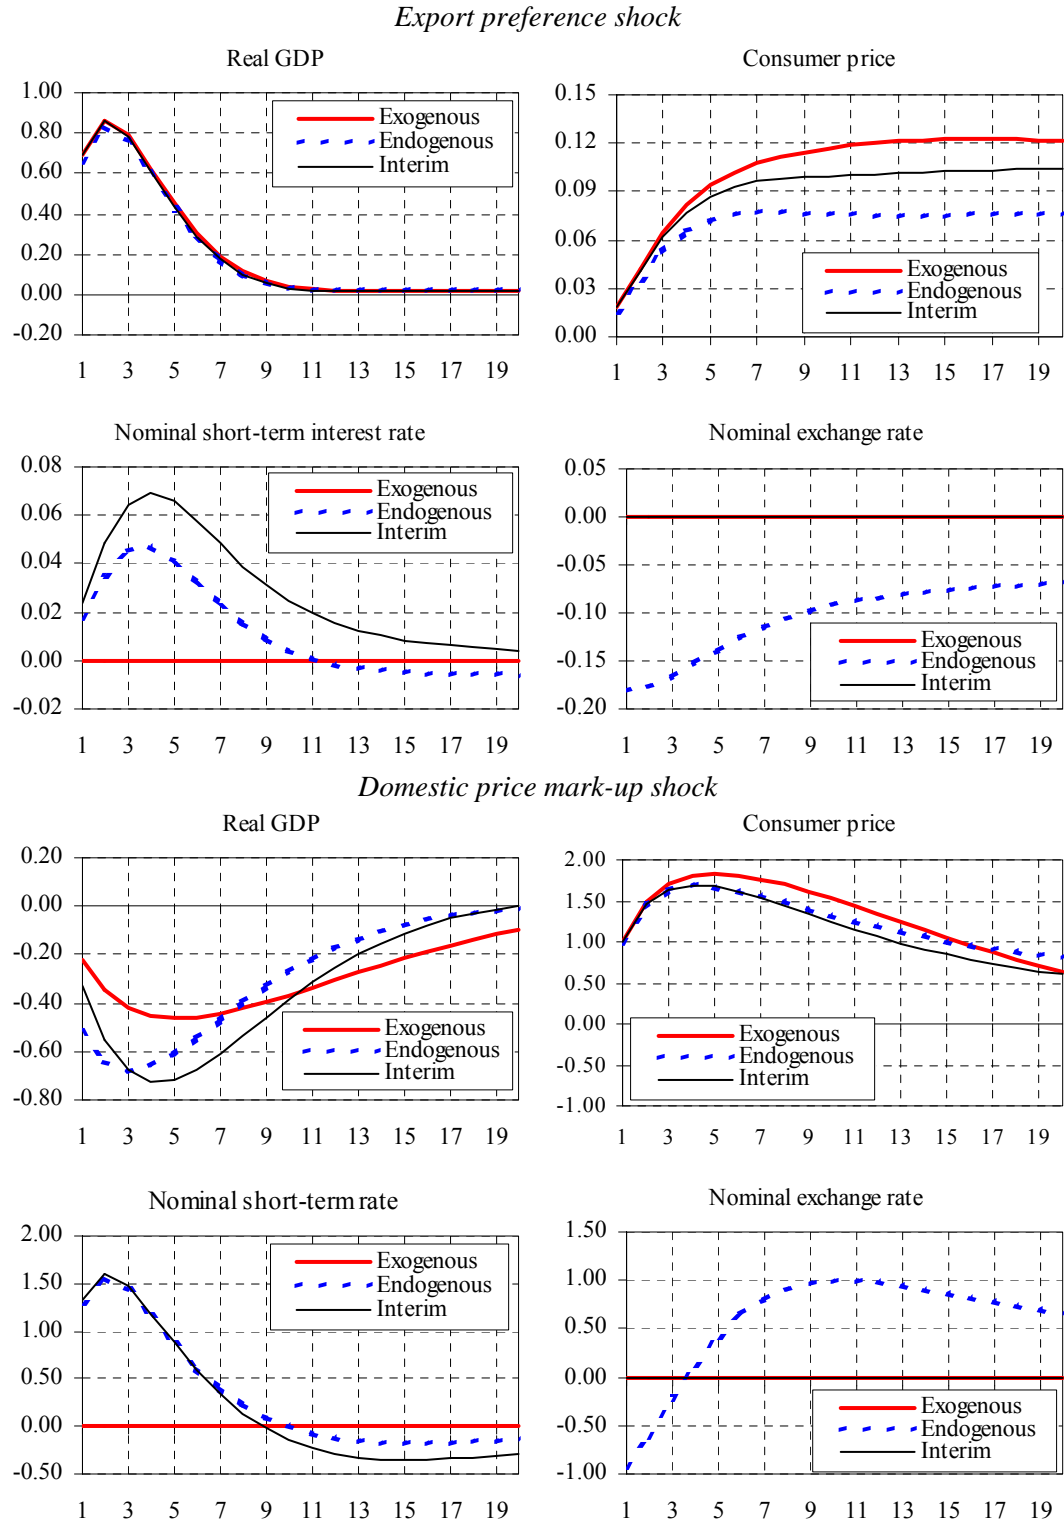 Export preference shock
Real GDP
1.00
0.80
0.60
0.40
0.20
0.00
-0.20
Exogenous
Endogenous
Interim
1 3 5 7 9 11 13 15 17 19
Consumer price
0.15
0.12
0.09
0.06
0.03
0.00
Exogenous
Endogenous
Interim
1 3 5 7 9 11 13 15 17 19
Nominal short-term interest rate
0.08
0.06
0.04
0.02
0.00
-0.02
Exogenous
Endogenous
Interim
1 3 5 7 9 11 13 15 17 19
Nominal exchange rate
0.05
0.00
-0.05
-0.10
-0.15
-0.20
Exogenous
Endogenous
Interim
1 3 5 7 9 11 13 15 17 19
Domestic price mark-up shock
Real GDP
0.20
0.00
-0.20
-0.40
-0.60
-0.80
Exogenous
Endogenous
Interim
1 3 5 7 9 11 13 15 17 19
Consumer price
2.00
1.50
1.00
0.50
0.00
-0.50
-1.00
Exogenous
Endogenous
Interim
1 3 5 7 9 11 13 15 17 19
Nominal short-term rate
2.00
1.50
1.00
0.50
0.00
-0.50
Exogenous
Endogenous
Interim
1 3 5 7 9 11 13 15 17 19
Nominal exchange rate
1.50
1.00
0.50
0.00
-0.50
-1.00
Exogenous
Endogenous
Interim
1 3 5 7 9 11 13 15 17 19